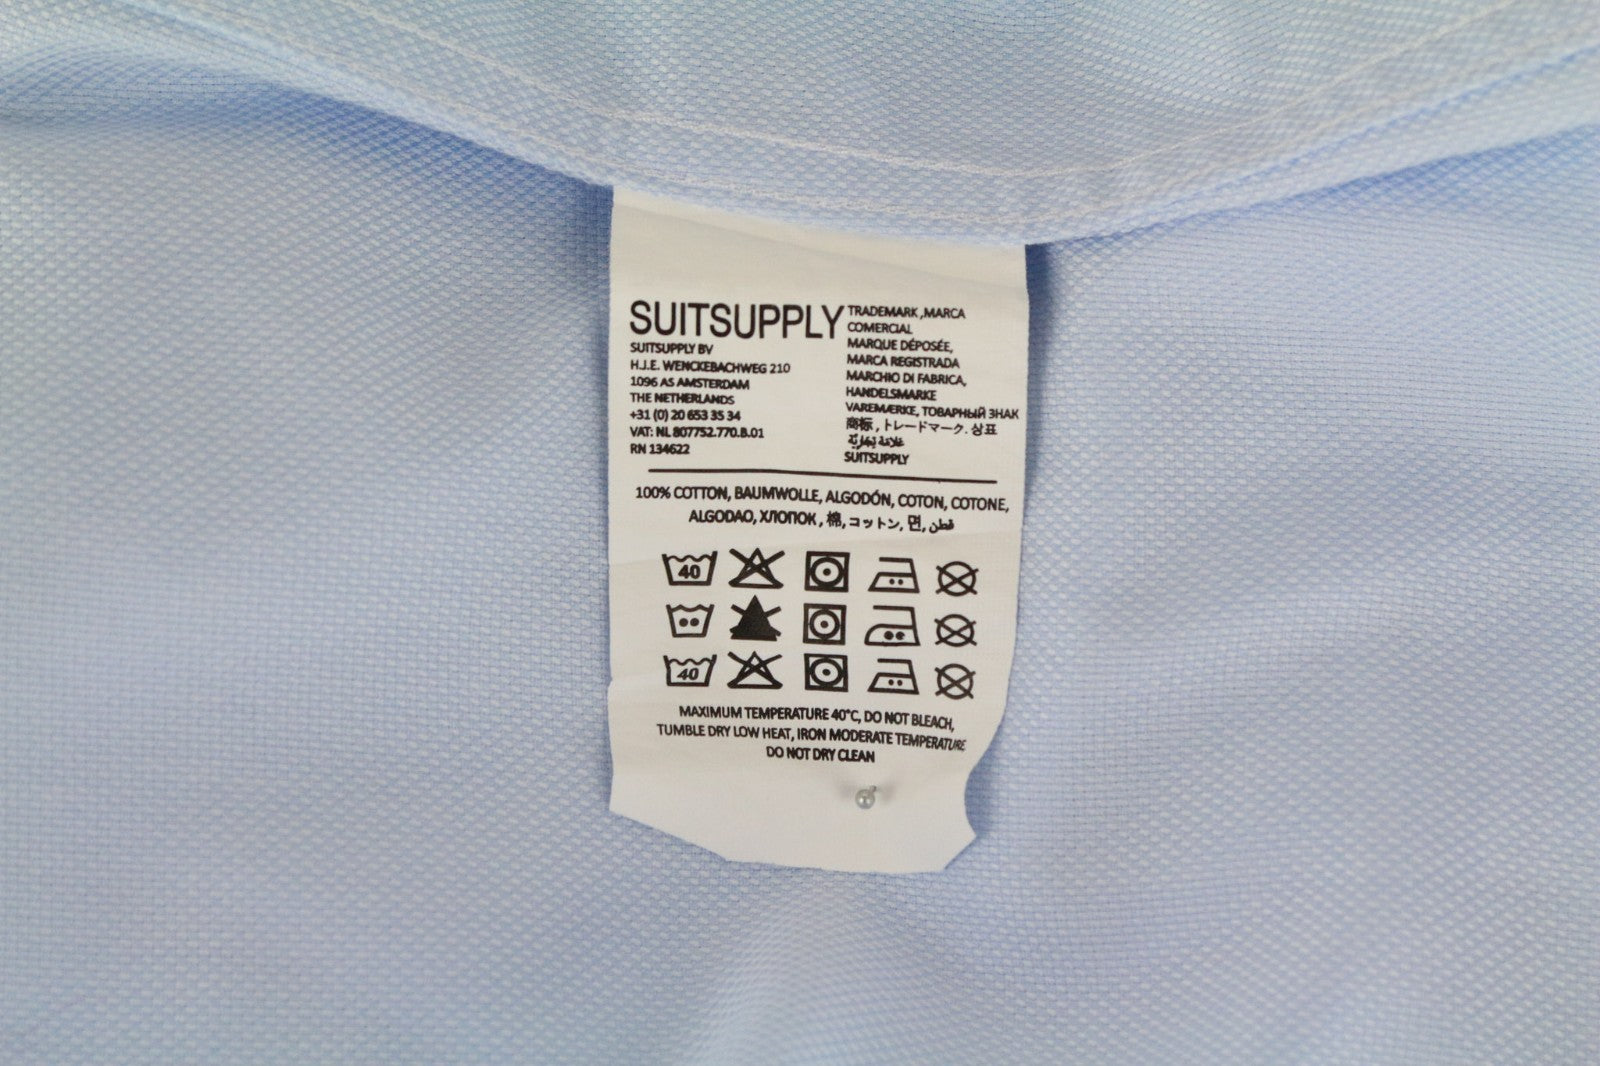 SUITSUPPLY
SUITSUPPLY BV
H.J.E. WENCKEBACHWEG 210
1096 AS AMSTERDAM
THE NETHERLANDS
+31 (0) 20 653 35 34
VAT: NL 807752.770.B.01
RN 134622
TRADEMARK ,MARCA
COMERCIAL
MARQUE DÉPOSÉE,
MARCA REGISTRADA
MARCHIO DI FABRICA,
HANDELSMARKE
VAREMÆRKE, ТОВАРНЫЙ ЗНАК
商标 , トレードマーク. 상표
علامة تجارية
SUITSUPPLY
100% COTTON, BAUMWOLLE, ALGODÓN, COTON, COTONE,
ALGODAO, ХЛОПОК , 棉, コットン, 면, قطن
40
40
MAXIMUM TEMPERATURE 40°C, DO NOT BLEACH,
TUMBLE DRY LOW HEAT, IRON MODERATE TEMPERATURE
DO NOT DRY CLEAN